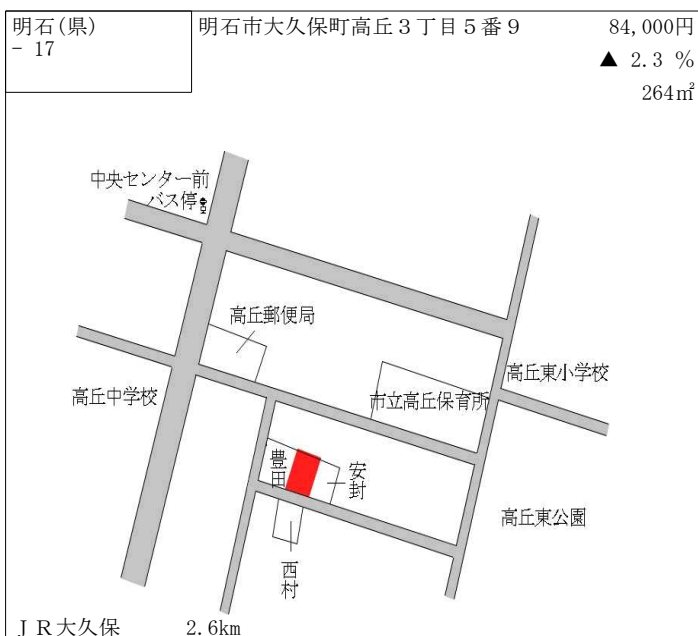 明石(県)
- 17
明石市大久保町高丘３丁目５番９
84,000円
▲ 2.3 %
264㎡
中央センター前
バス停
高丘郵便局
高丘東小学校
市立高丘保育所
高丘中学校
豊田
安封
高丘東公園
西村
ＪＲ大久保 2.6km